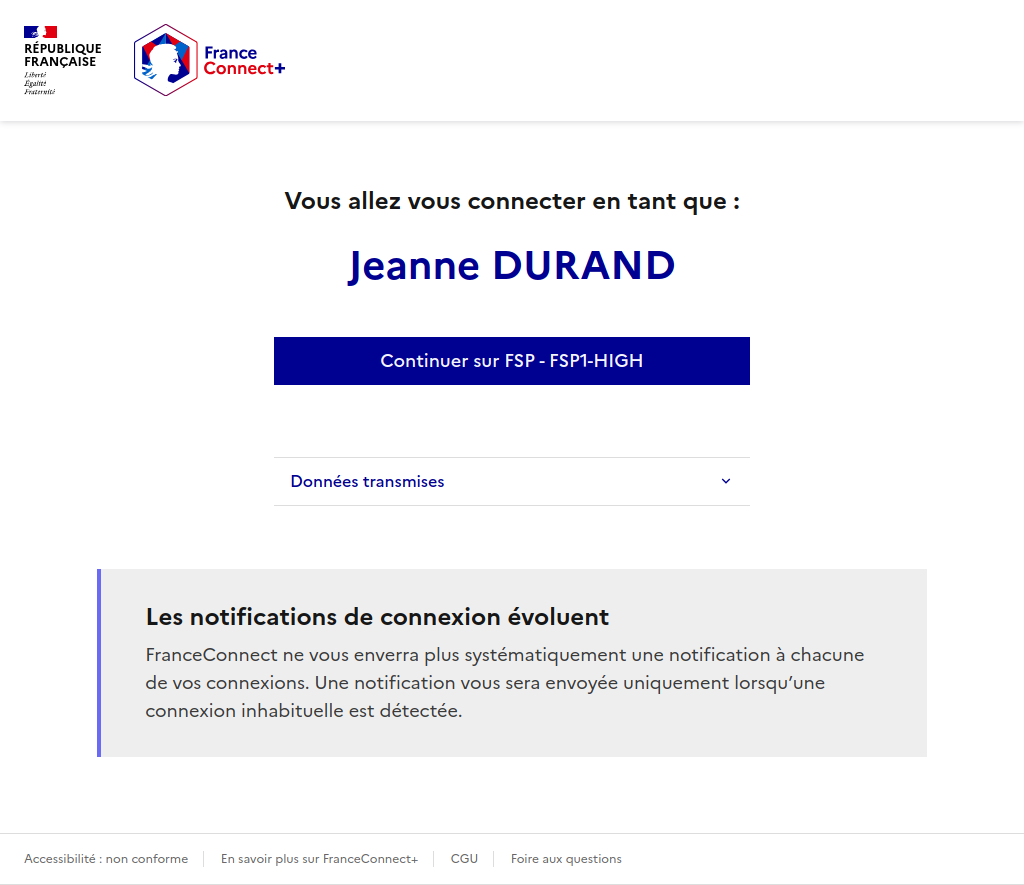 RÉPUBLIQUE
FRANÇAISE
Liberté
Égalité
Fraternité
France
Connect+
Vous allez vous connecter en tant que :
Jeanne DURAND
Continuer sur FSP - FSP1-HIGH
Données transmises
Les notifications de connexion évoluent
FranceConnect ne vous enverra plus systématiquement une notification à chacune
de vos connexions. Une notification vous sera envoyée uniquement lorsqu’une
connexion inhabituelle est détectée.
Accessibilité : non conforme
En savoir plus sur FranceConnect+
CGU
Foire aux questions